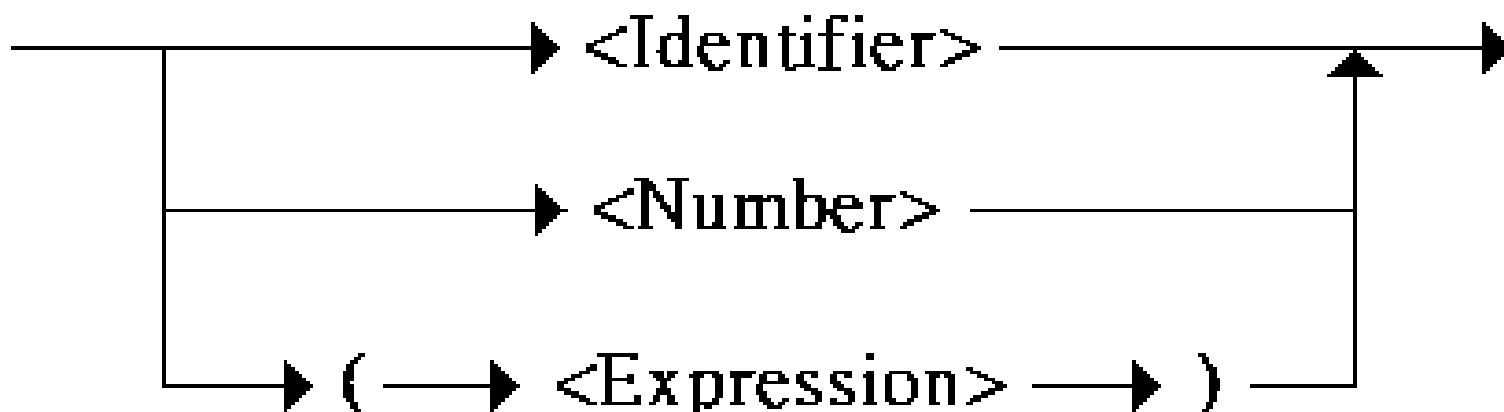 <Identifier>
<Number>
( <Expression> )